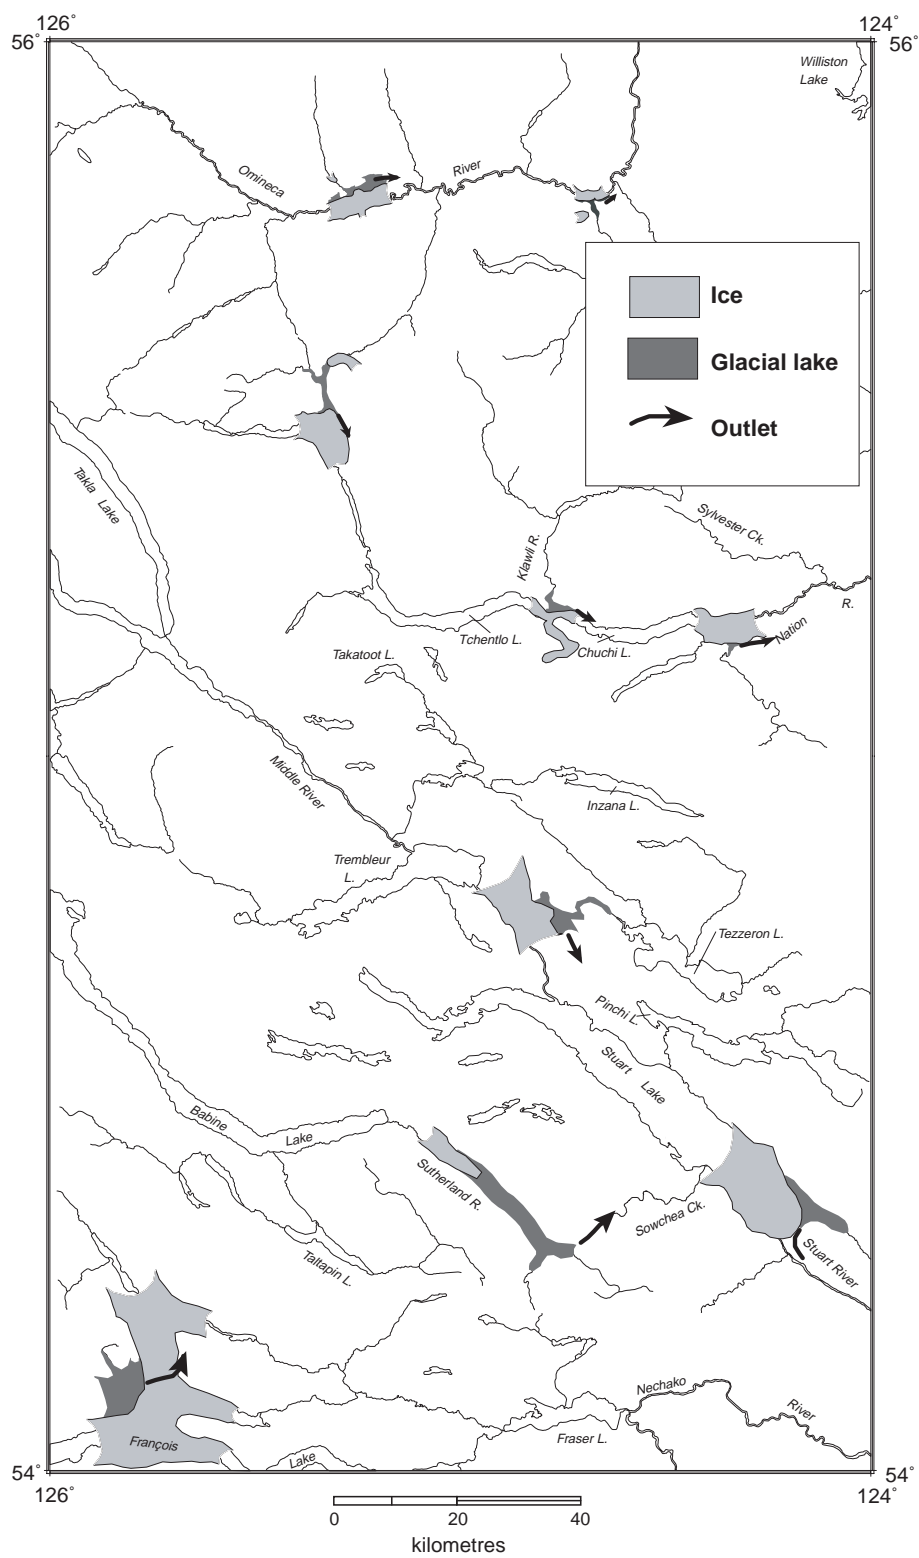 126°
124°
56°
56°
Williston
Lake
Omineca
River
Ice
Glacial lake
Outlet
Takla Lake
Sylvester Ck.
Klawli R.
R.
Nation
Tchentlo L.
Chuchi L.
Takatoot L.
Middle River
Inzana L.
Trembleur
L.
Tezzeron L.
Pinchi L.
Stuart Lake
Babine
Lake
Sutherland R.
Sowchea Ck.
Stuart River
Taltapin L.
Nechako
River
Fraser L.
François
Lake
54°
54°
126°
124°
0 20 40
kilometres